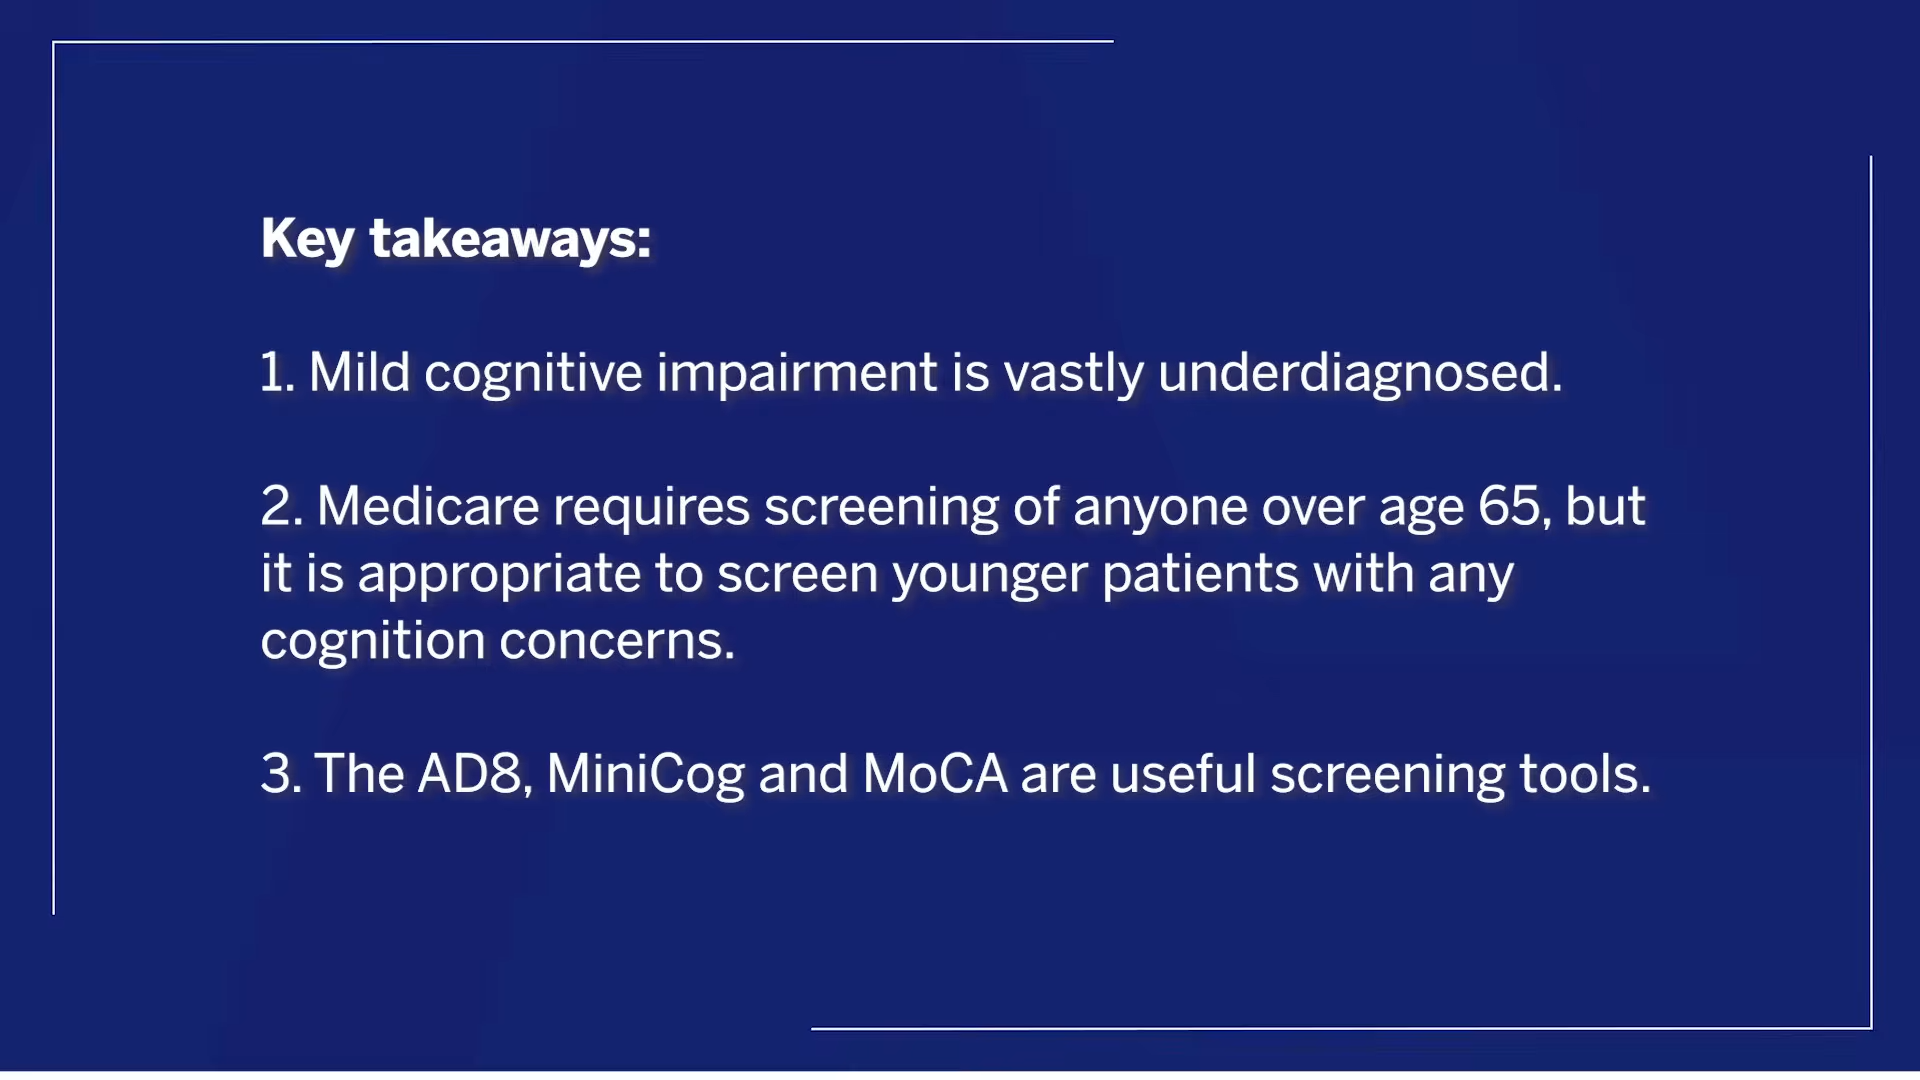 Key takeaways:
1. Mild cognitive impairment is vastly underdiagnosed.
2. Medicare requires screening of anyone over age 65, but
it is appropriate to screen younger patients with any
cognition concerns.
3. The AD8, MiniCog and MoCA are useful screening tools.